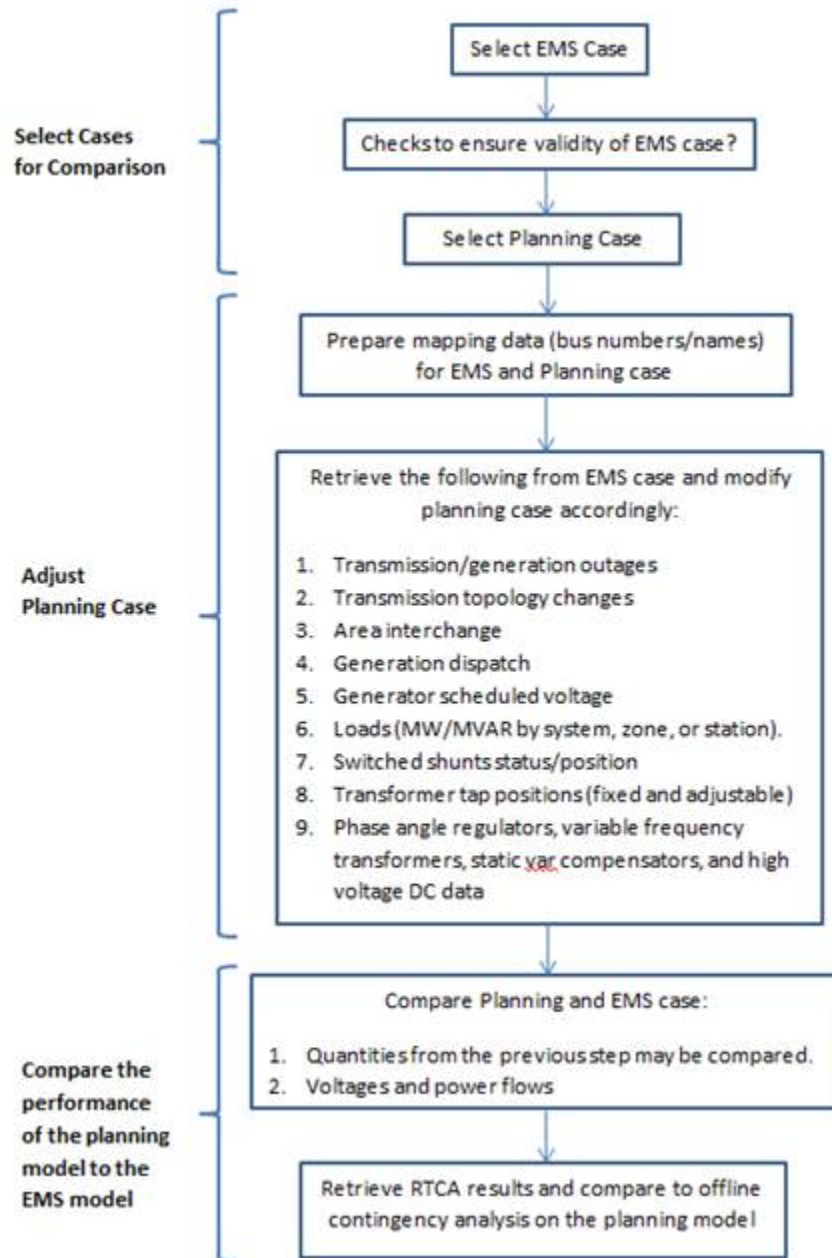 Select Cases
for Comparison
Select EMS Case
Checks to ensure validity of EMS case?
Select Planning Case
Adjust
Planning Case
Prepare mapping data (bus numbers/names)
for EMS and Planning case
Retrieve the following from EMS case and modify
planning case accordingly:
1. Transmission/generation outages
2. Transmission topology changes
3. Area interchange
4. Generation dispatch
5. Generator scheduled voltage
6. Loads (MW/MVAR by system, zone, or station).
7. Switched shunts status/position
8. Transformer tap positions (fixed and adjustable)
9. Phase angle regulators, variable frequency
transformers, static var compensators, and high
voltage DC data
Compare the
performance
of the planning
model to the
EMS model
Compare Planning and EMS case:
1. Quantities from the previous step may be compared.
2. Voltages and power flows
Retrieve RTCA results and compare to offline
contingency analysis on the planning model